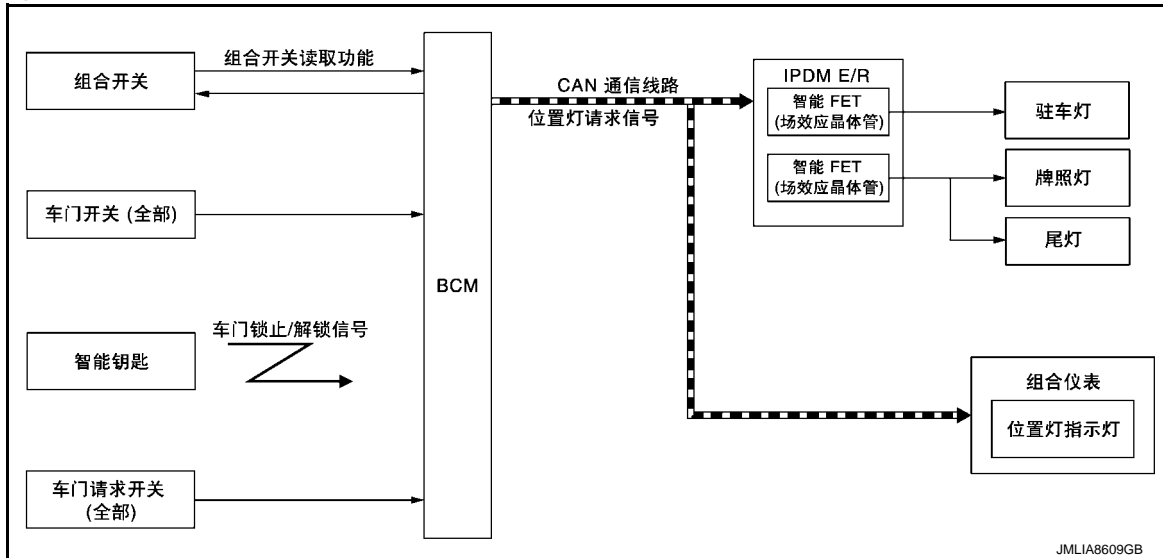 组合开关
组合开关读取功能
车门开关 (全部)
智能钥匙
车门锁止/解锁信号
车门请求开关
(全部)
BCM
CAN 通信线路
位置灯请求信号
IPDM E/R
智能 FET
(场效应晶体管)
智能 FET
(场效应晶体管)
驻车灯
牌照灯
尾灯
组合仪表
位置灯指示灯
JMLIA8609GB